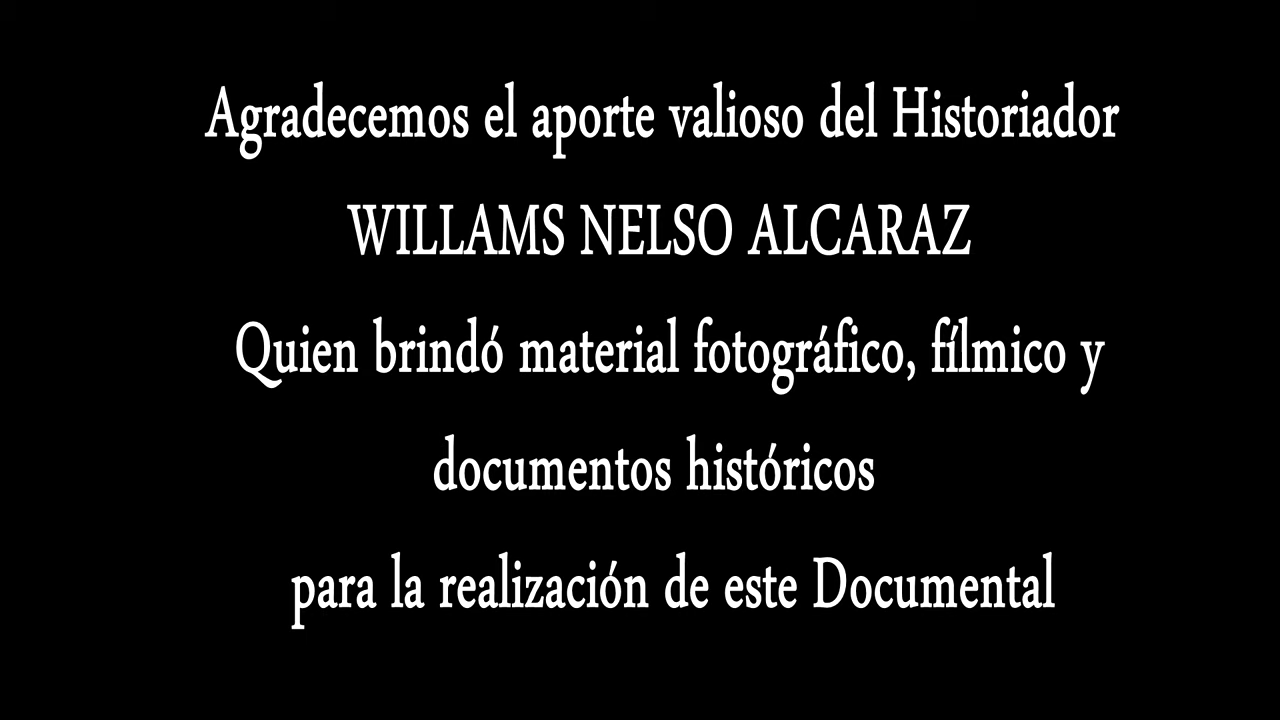 Agradecemos el aporte valioso del Historiador
WILLAMS NELSO ALCARAZ
Quien brindó material fotográfico, fílmico y
documentos históricos
para la realización de este Documental